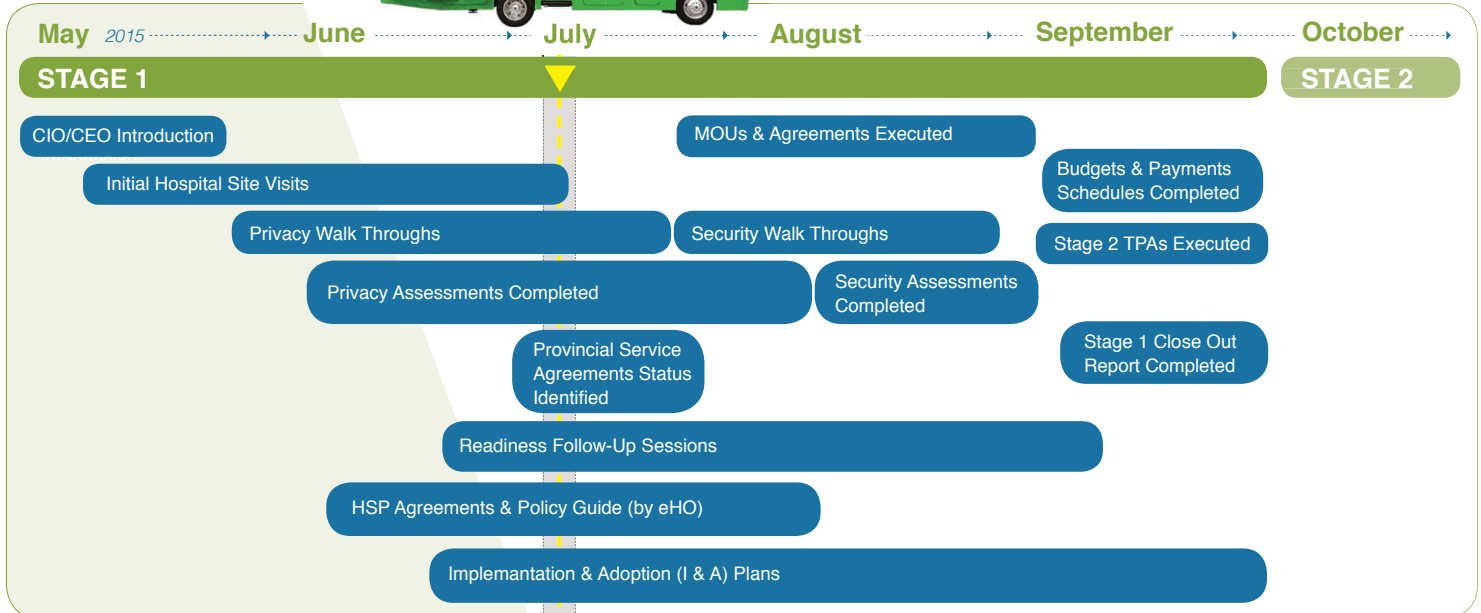 May 2015 June July August September October
STAGE 1 STAGE 2
CIO/CEO Introduction
MOUs & Agreements Executed
Budgets & Payments
Schedules Completed
Initial Hospital Site Visits
Privacy Walk Throughs
Security Walk Throughs
Stage 2 TPAs Executed
Privacy Assessments Completed
Security Assessments
Completed
Provincial Service
Agreements Status
Identified
Stage 1 Close Out
Report Completed
Readiness Follow-Up Sessions
HSP Agreements & Policy Guide (by eHO)
Implemantation & Adoption (I & A) Plans